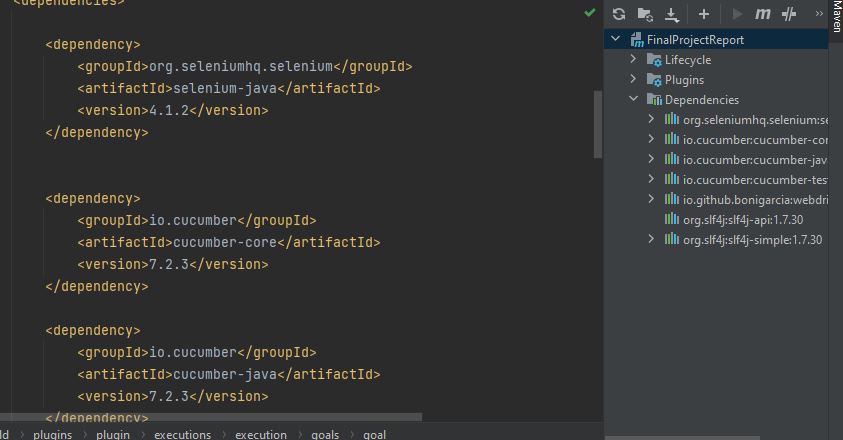 <dependencies>
<dependency>
<groupId>org.seleniumhq.selenium</groupId>
<artifactId>selenium-java</artifactId>
<version>4.1.2</version>
</dependency>
<dependency>
<groupId>io.cucumber</groupId>
<artifactId>cucumber-core</artifactId>
<version>7.2.3</version>
</dependency>
<dependency>
<groupId>io.cucumber</groupId>
<artifactId>cucumber-java</artifactId>
<version>7.2.3</version>
</dependency>
ld > plugins > plugin > executions > execution > goals > goal
m
Maven
FinalProjectReport
Lifecycle
Plugins
Dependencies
org.seleniumhq.selenium:se
io.cucumber:cucumber-cor
io.cucumber:cucumber-java
io.cucumber:cucumber-test
io.github.bonigarcia:webdri
org.slf4j:slf4j-api:1.7.30
org.slf4j:slf4j-simple:1.7.30